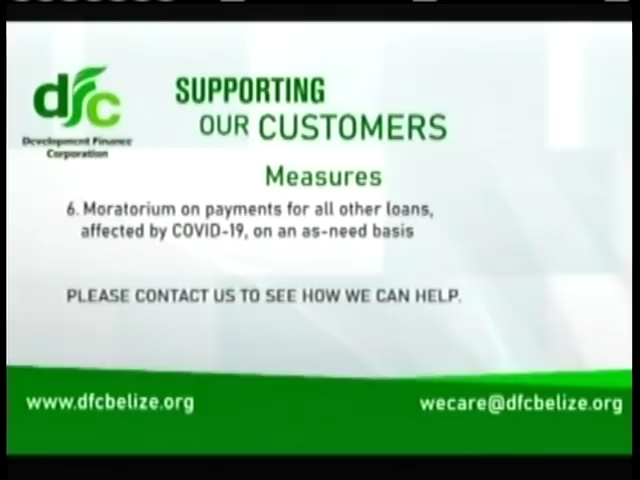 dfc
Development Finance
Corporation
SUPPORTING
OUR CUSTOMERS
Measures
6. Moratorium on payments for all other loans,
affected by COVID-19, on an as-need basis
PLEASE CONTACT US TO SEE HOW WE CAN HELP.
www.dfcbelize.org
wecare@dfcbelize.org